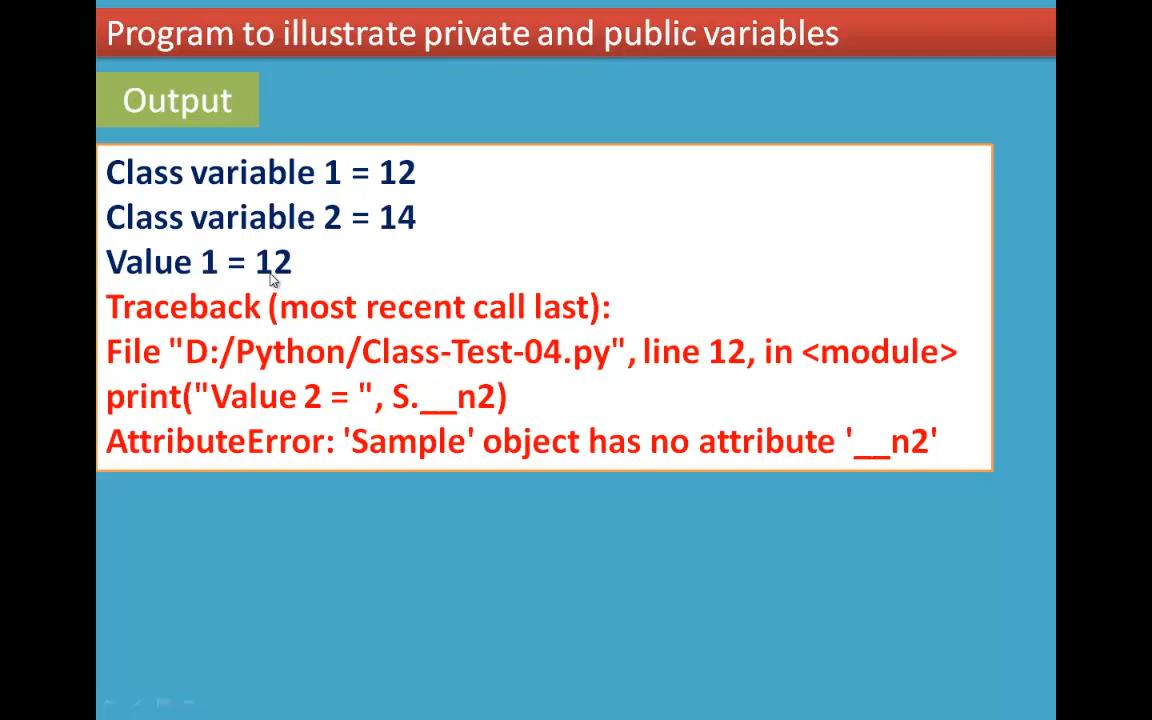 Program to illustrate private and public variables
Output
Class variable 1 = 12
Class variable 2 = 14
Value 1 = 12
Traceback (most recent call last):
File "D:/Python/Class-Test-04.py", line 12, in <module>
print("Value 2 = ", S.__n2)
AttributeError: 'Sample' object has no attribute '__n2'